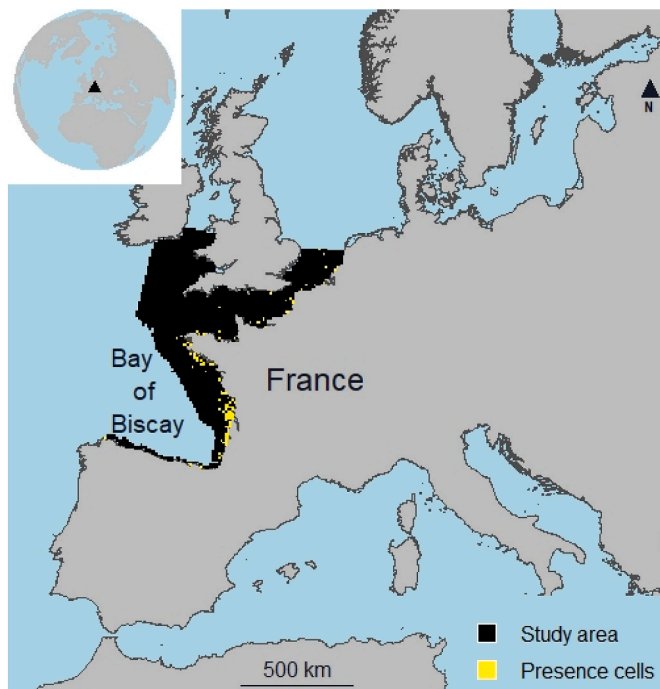 N
Bay
of
Biscay
France
Study area
500 km
Presence cells